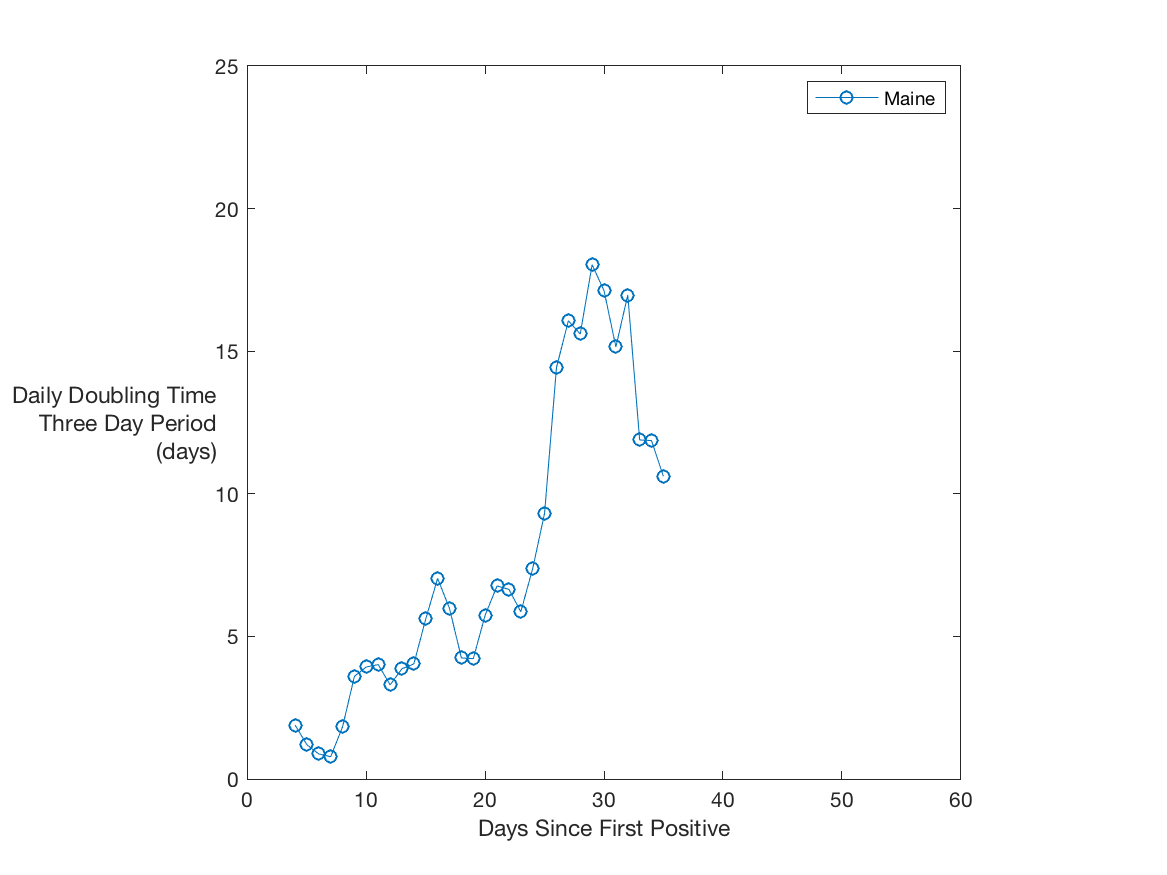 25
20
15
10
5
0
Daily Doubling Time
Three Day Period
(days)
Maine
0 10 20 30 40 50 60
Days Since First Positive